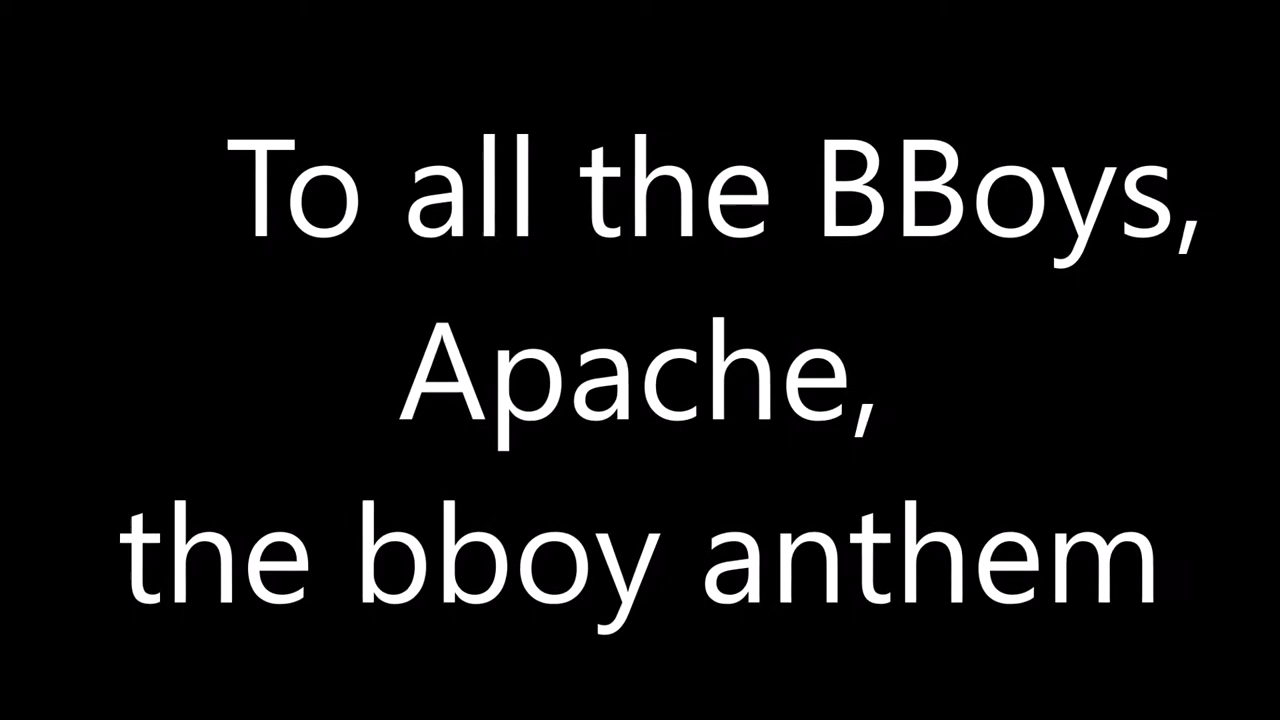 To all the BBoys,
Apache,
the bboy anthem